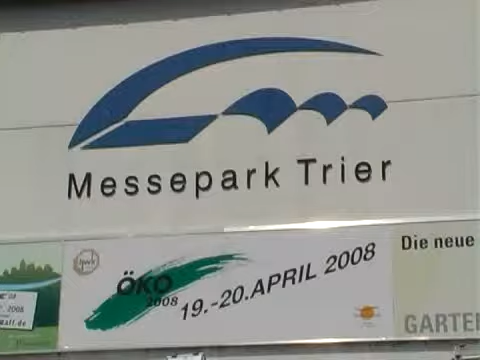 Messepark Trier
ÖKO
2008
19.-20.APRIL 2008
Die neue
GARTE
2008